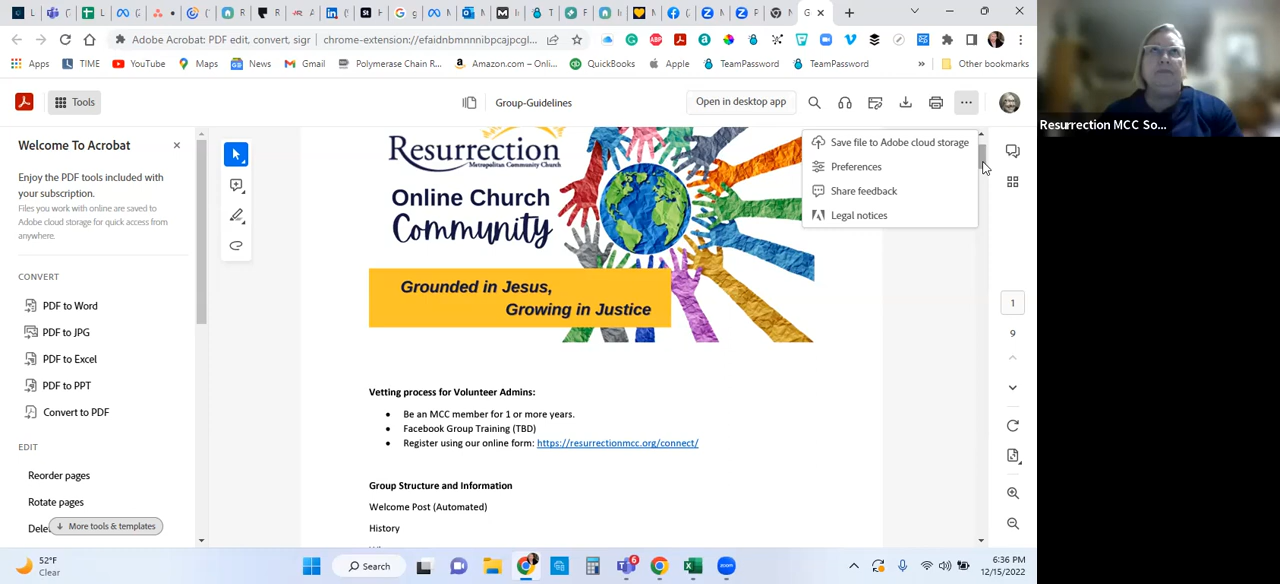 G
Adobe Acrobat: PDF edit, convert, sigr
chrome-extension://efaidnbmnnnibpcajpcgl...
Apps
TIME
YouTube
Maps
News
Gmail
Polymerase Chain R...
Amazon.com – Onli...
QuickBooks
Apple
TeamPassword
TeamPassword
»
Other bookmarks
Tools
Group-Guidelines
Open in desktop app
Welcome To Acrobat
Enjoy the PDF tools included with
your subscription.
Files you work with online are saved to
Adobe cloud storage for quick access from
anywhere.
CONVERT
PDF to Word
PDF to JPG
PDF to Excel
PDF to PPT
Convert to PDF
EDIT
Reorder pages
Rotate pages
Dele
More tools & templates
Save file to Adobe cloud storage
Preferences
Share feedback
Legal notices
Resurrection
Metropolitan Community Church
Online Church
Community
Grounded in Jesus,
Growing in Justice
Vetting process for Volunteer Admins:
• Be an MCC member for 1 or more years.
• Facebook Group Training (TBD)
• Register using our online form: https://resurrectionmcc.org/connect/
Group Structure and Information
Welcome Post (Automated)
History
1
9
Resurrection MCC So...
52°F
Clear
Search
6
zoom
6:36 PM
12/15/2022